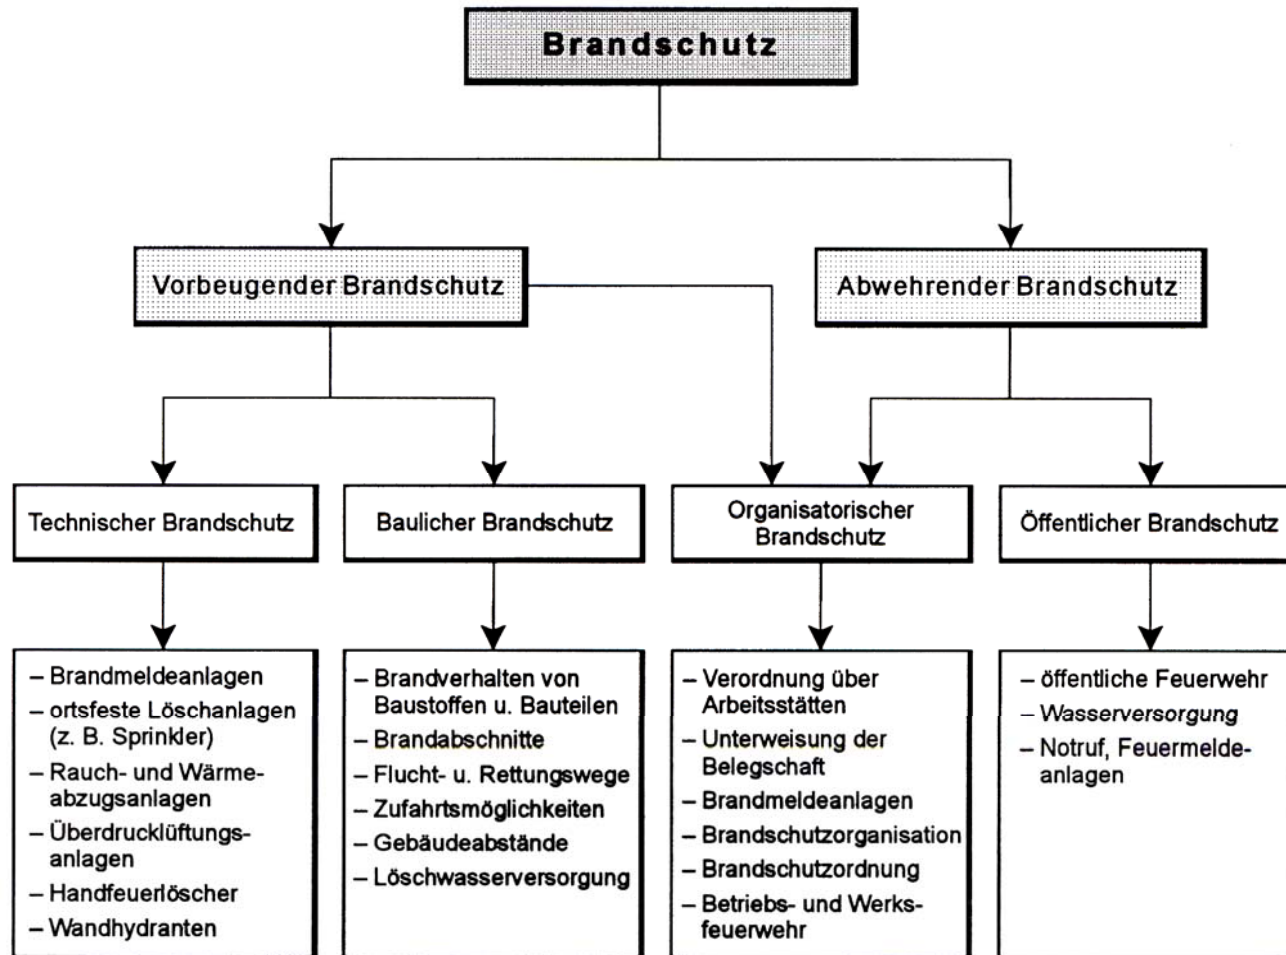 Brandschutz
Vorbeugender Brandschutz
Abwehrender Brandschutz
Technischer Brandschutz
Baulicher Brandschutz
Organisatorischer
Brandschutz
Öffentlicher Brandschutz
– Brandmeldeanlagen
– ortsfeste Löschanlagen
(z. B. Sprinkler)
– Rauch- und Wärme-
abzugsanlagen
– Überdrucklüftungs-
anlagen
– Handfeuerlöscher
– Wandhydranten
– Brandverhalten von
Baustoffen u. Bauteilen
– Brandabschnitte
– Flucht- u. Rettungswege
– Zufahrtsmöglichkeiten
– Gebäudeabstände
– Löschwasserversorgung
– Verordnung über
Arbeitsstätten
– Unterweisung der
Belegschaft
– Brandmeldeanlagen
– Brandschutzorganisation
– Brandschutzordnung
– Betriebs- und Werks-
feuerwehr
– öffentliche Feuerwehr
– Wasserversorgung
– Notruf, Feuermelde-
anlagen